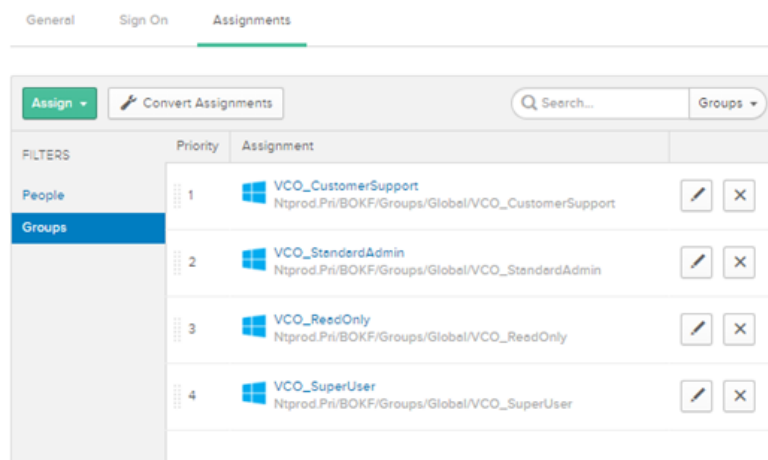 General Sign On Assignments
Assign Convert Assignments Search... Groups
FILTERS
Priority Assignment
People
Groups
1 VCO_CustomerSupport
Ntprod.Pri/BOKF/Groups/Global/VCO_CustomerSupport
2 VCO_StandardAdmin
Ntprod.Pri/BOKF/Groups/Global/VCO_StandardAdmin
3 VCO_ReadOnly
Ntprod.Pri/BOKF/Groups/Global/VCO_ReadOnly
4 VCO_SuperUser
Ntprod.Pri/BOKF/Groups/Global/VCO_SuperUser